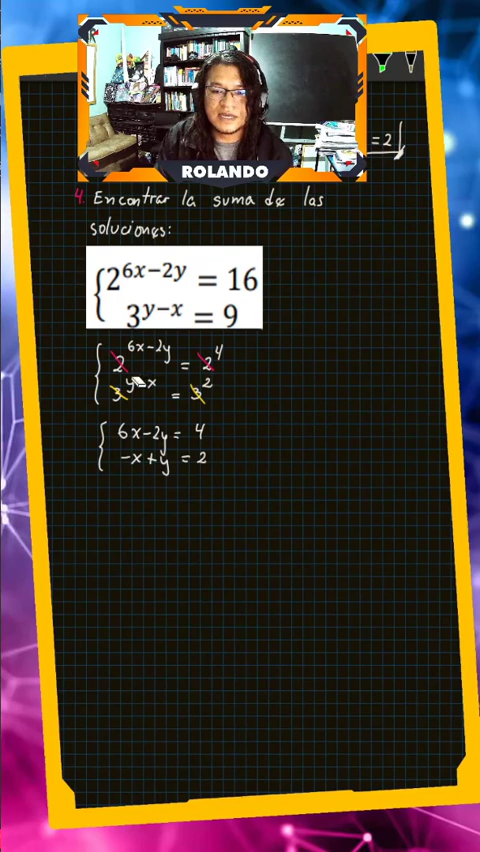 ROLANDO
=2
4. Encontrar la suma de las
soluciones:
{2^{6x−2y} = 16
3^{y−x} = 9
{2^{6x-2y} = 2^4
3^{y-x} = 3^2
{6x-2y = 4
-x+y = 2